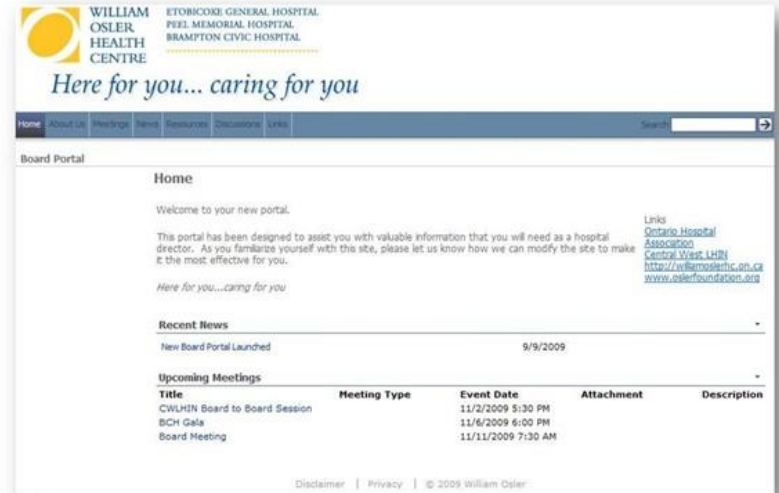 WILLIAM
OSLER
HEALTH
CENTRE
ETOBICOKE GENERAL HOSPITAL
PEEL MEMORIAL HOSPITAL
BRAMPTON CIVIC HOSPITAL
Here for you... caring for you
Home About Us Meetings News Resources Discussions Links Search
Board Portal
Home
Welcome to your new portal.
This portal has been designed to assist you with valuable information that you will need as a hospital
director. As you familiarize yourself with this site, please let us know how we can modify the site to make
it the most effective for you.
Here for you...caring for you
Links
Ontario Hospital
Association
Central West LHIN
http://williamoslerhc.on.ca
www.oslerfoundation.org
Recent News
New Board Portal Launched 9/9/2009
Upcoming Meetings
Title Meeting Type Event Date Attachment Description
CWLHIN Board to Board Session 11/2/2009 5:30 PM
BCH Gala 11/6/2009 6:00 PM
Board Meeting 11/11/2009 7:30 AM
Disclaimer | Privacy | © 2009 William Osler